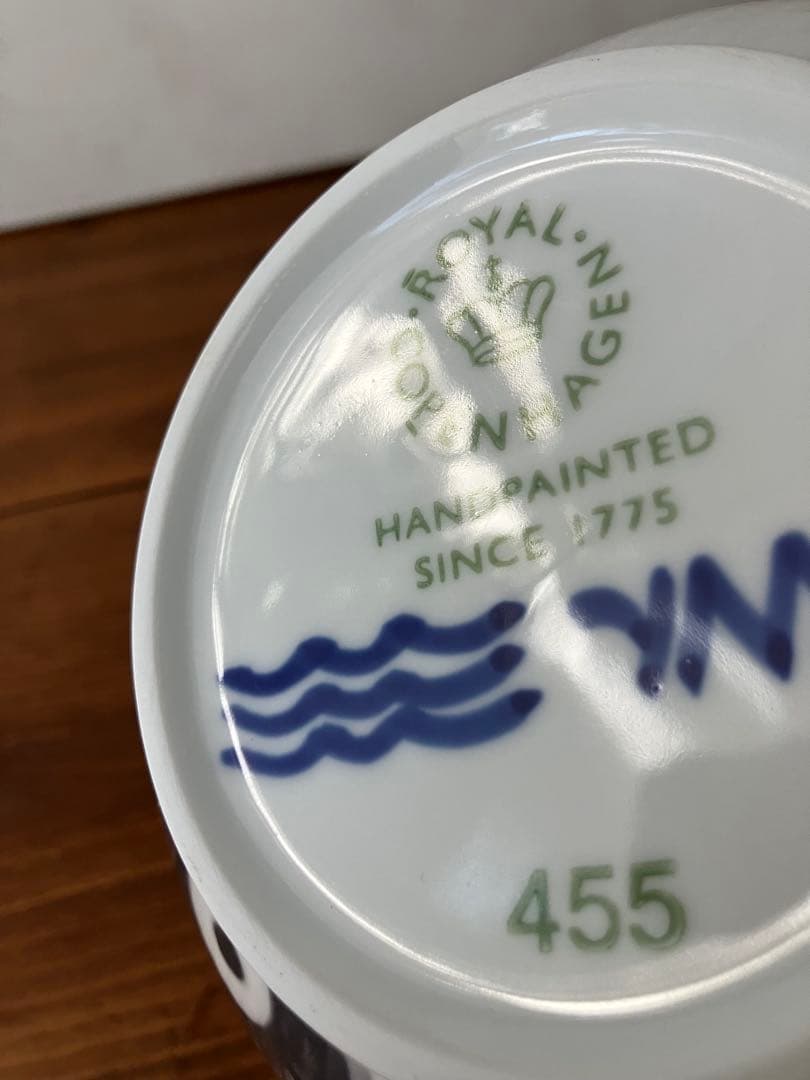 ROYAL · COPENHAGEN ·
HANDPAINTED
SINCE 1775
455